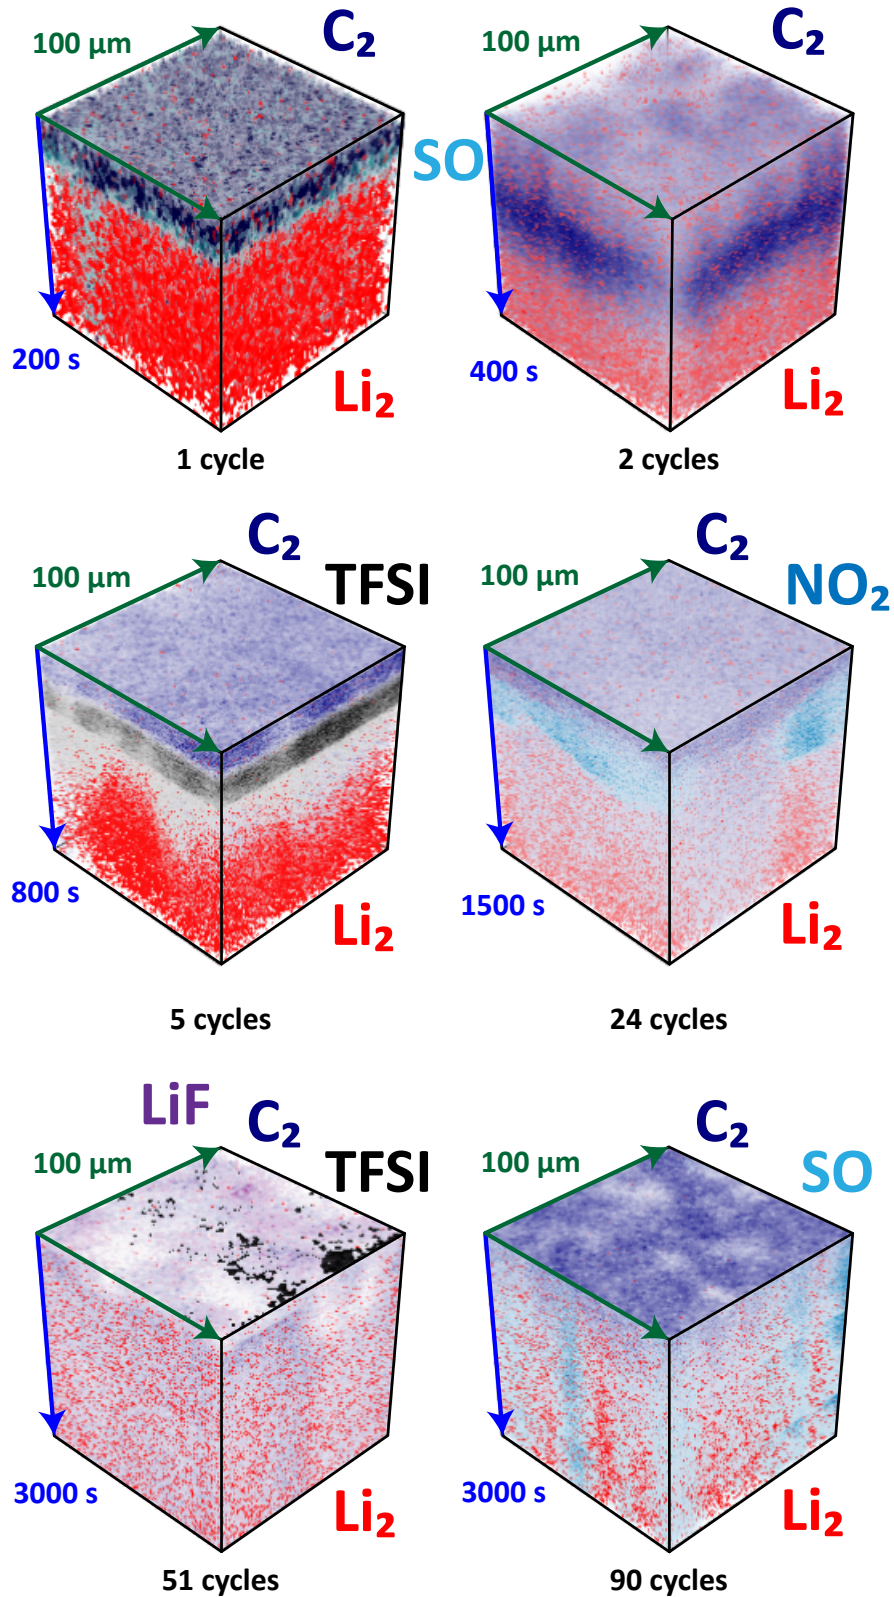 100 µm
C₂
SO
200 s
Li₂
1 cycle
100 µm
C₂
400 s
Li₂
2 cycles
100 µm
C₂
TFSI
800 s
Li₂
5 cycles
100 µm
C₂
NO₂
1500 s
Li₂
24 cycles
LiF
100 µm
C₂
TFSI
3000 s
Li₂
51 cycles
100 µm
C₂
SO
3000 s
Li₂
90 cycles